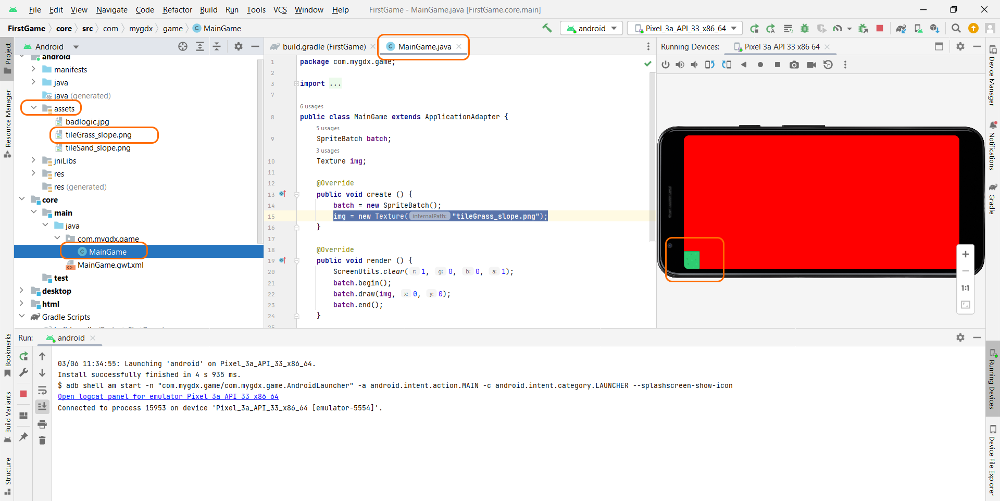 File Edit View Navigate Code Refactor Build Run Tools VCS Window Help FirstGame - MainGame.java [FirstGame.core.main]
FirstGame core src com mygdx game MainGame android Pixel_3a_API_33_x86_64
Android
build.gradle (FirstGame) MainGame.java
Running Devices: Pixel 3a API 33 x86 64
Project
Resource Manager
Bookmarks
Build Variants
Structure
android
manifests
java
java (generated)
assets
badlogic.jpg
tileGrass_slope.png
tileSand_slope.png
jniLibs
res
res (generated)
core
main
java
com.mygdx.game
MainGame
MainGame.gwt.xml
test
desktop
html
Gradle Scripts
1 package com.mygdx.game;
2
3 import ...
7
6 usages
8 public class MainGame extends ApplicationAdapter {
5 usages
9 SpriteBatch batch;
3 usages
10 Texture img;
11
12 @Override
13 public void create () {
14 batch = new SpriteBatch();
15 img = new Texture( internalPath: "tileGrass_slope.png");
16 }
17
18 @Override
19 public void render () {
20 ScreenUtils.clear( r: 1, g: 0, b: 0, a: 1);
21 batch.begin();
22 batch.draw(img, x: 0, y: 0);
23 batch.end();
24 }
25
1:1
Device Manager
Notifications
Gradle
Running Devices
Device File Explorer
Run: android
03/06 11:34:55: Launching 'android' on Pixel_3a_API_33_x86_64.
Install successfully finished in 4 s 935 ms.
$ adb shell am start -n "com.mygdx.game/com.mygdx.game.AndroidLauncher" -a android.intent.action.MAIN -c android.intent.category.LAUNCHER --splashscreen-show-icon
Open logcat panel for emulator Pixel 3a API 33 x86 64
Connected to process 15953 on device 'Pixel_3a_API_33_x86_64 [emulator-5554]'.